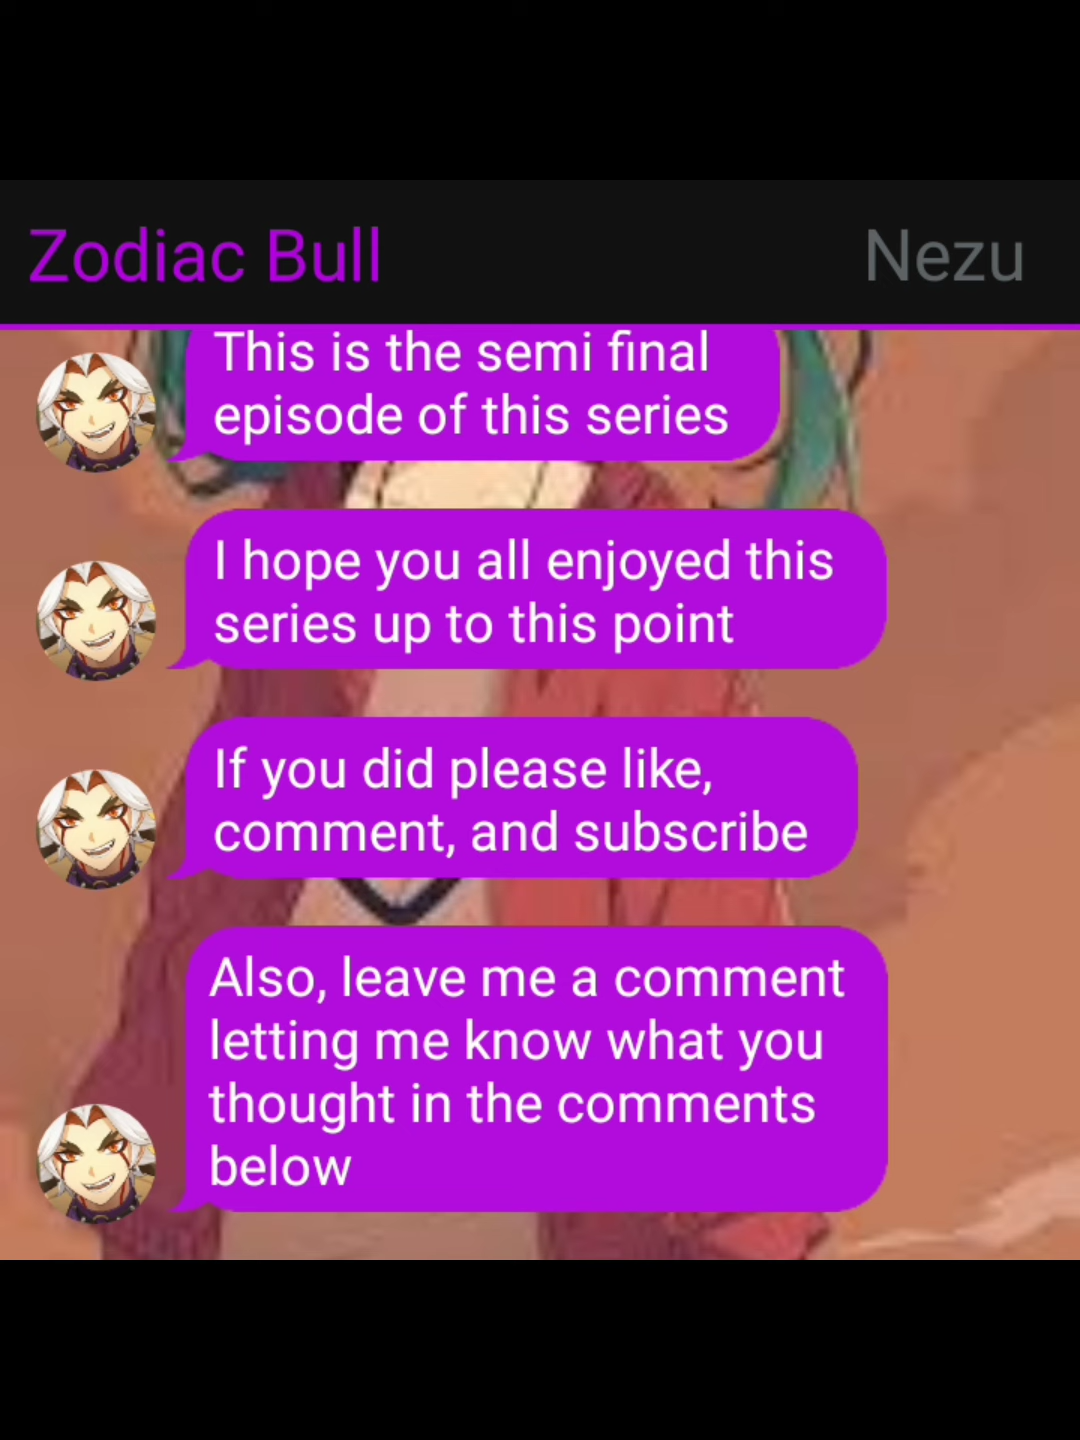 Zodiac Bull
Nezu
This is the semi final
episode of this series
I hope you all enjoyed this
series up to this point
If you did please like,
comment, and subscribe
Also, leave me a comment
letting me know what you
thought in the comments
below